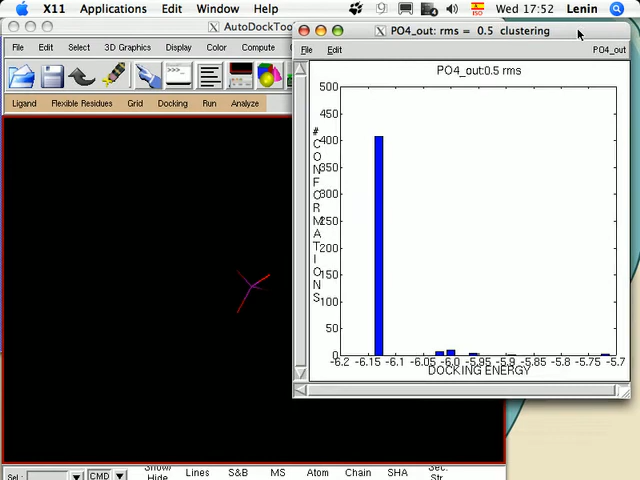 X11 Applications Edit Window Help
ISO Wed 17:52 Lenin
AutoDockToo
PO4_out: rms = 0.5 clustering
File Edit Select 3D Graphics Display Color Compute
File Edit PO4_out
Ligand Flexible Residues Grid Docking Run Analyze
PO4_out:0.5 rms
500
450
400
350
300
250
200
150
100
50
0
#CONFORMATIONS
-6.2 -6.15 -6.1 -6.05 -6.0 -5.95 -5.9 -5.85 -5.8 -5.75 -5.7
DOCKING ENERGY
Sel.: CMD Show/ Lines S&B MS Atom Chain SHA Sec.
Hide Str.